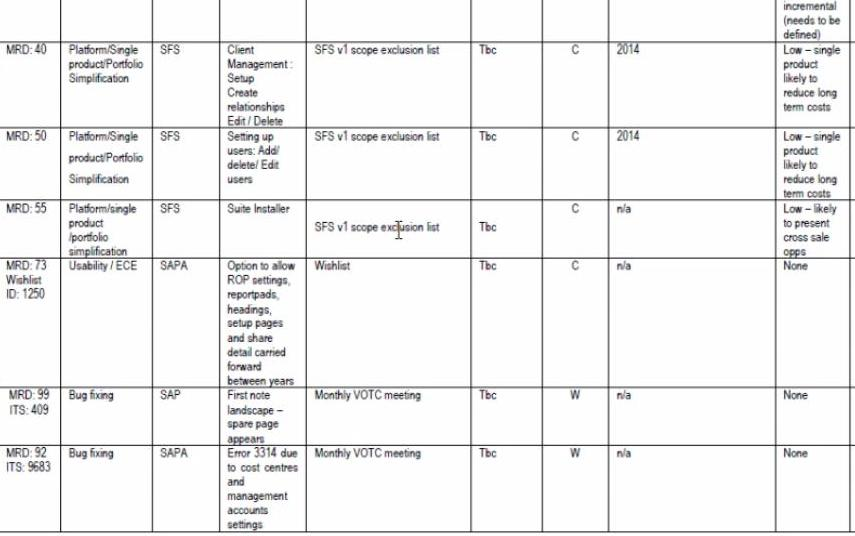 incremental
(needs to be
defined)
MRD: 40
Platform/Single
product/Portfolio
Simplification
SFS
Client
Management :
Setup
Create
relationships
Edit / Delete
SFS v1 scope exclusion list
Tbc
C
2014
Low – single
product
likely to
reduce long
term costs
MRD: 50
Platform/Single
product/Portfolio
Simplification
SFS
Setting up
users: Add/
delete/ Edit
users
SFS v1 scope exclusion list
Tbc
C
2014
Low – single
product
likely to
reduce long
term costs
MRD: 55
Platform/single
product
/portfolio
simplification
SFS
Suite Installer
SFS v1 scope exclusion list
Tbc
C
n/a
Low – likely
to present
cross sale
opps
MRD: 73
Wishlist
ID: 1250
Usability / ECE
SAPA
Option to allow
ROP settings,
reportpads,
headings,
setup pages
and share
detail carried
forward
between years
Wishlist
Tbc
C
n/a
None
MRD: 99
ITS: 409
Bug fixing
SAP
First note
landscape –
spare page
appears
Monthly VOTC meeting
Tbc
W
n/a
None
MRD: 92
ITS: 9683
Bug fixing
SAPA
Error 3314 due
to cost centres
and
management
accounts
settings
Monthly VOTC meeting
Tbc
W
n/a
None